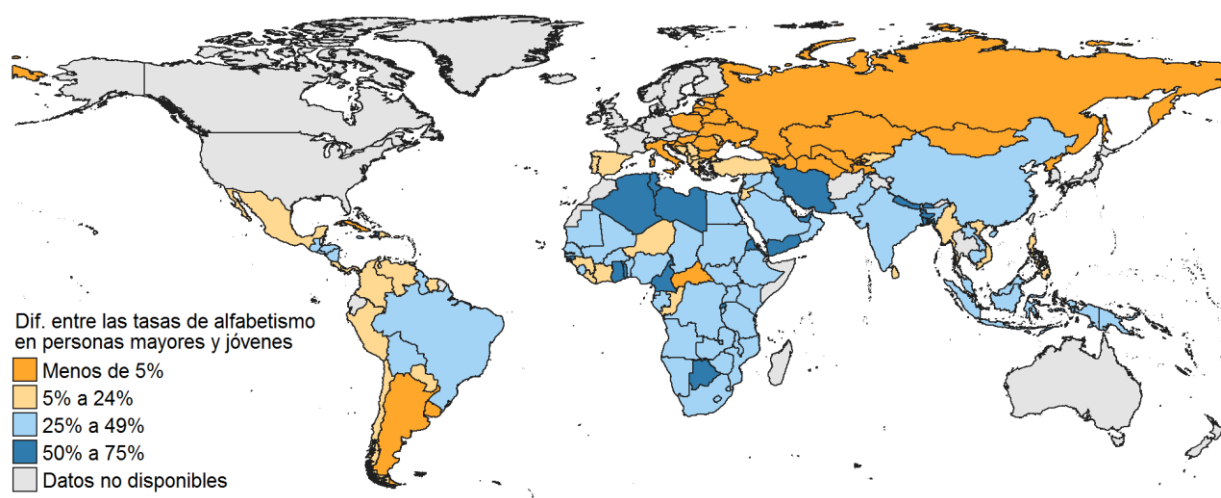 Dif. entre las tasas de alfabetismo
en personas mayores y jóvenes
Menos de 5%
5% a 24%
25% a 49%
50% a 75%
Datos no disponibles